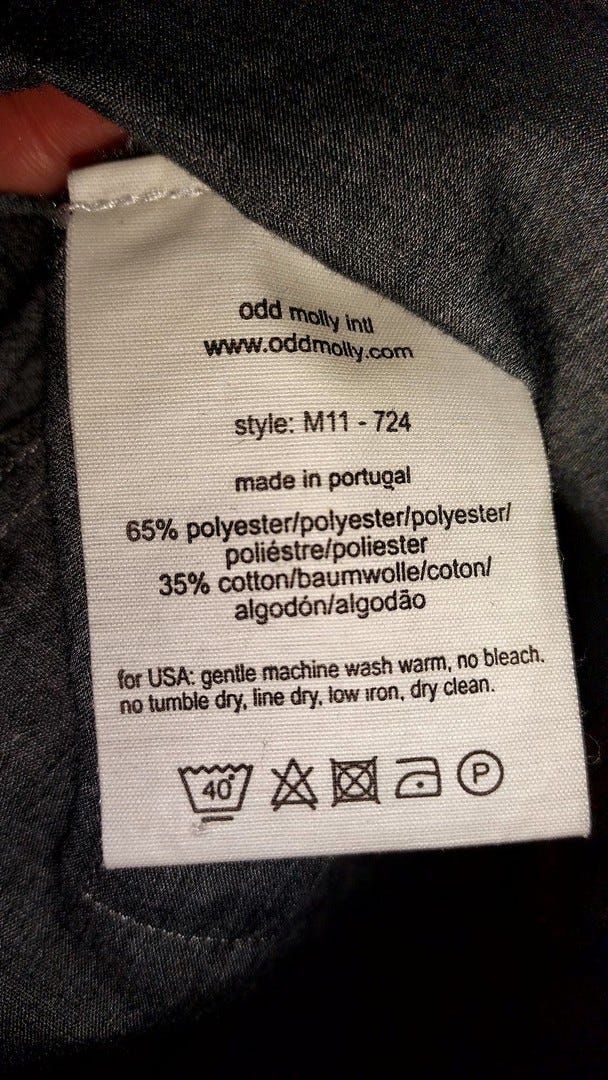 odd molly intl
www.oddmolly.com
style: M11 - 724
made in portugal
65% polyester/polyester/polyester/
poliéstre/poliester
35% cotton/baumwolle/coton/
algodón/algodão
for USA: gentle machine wash warm, no bleach.
no tumble dry, line dry, low iron, dry clean.
40° P